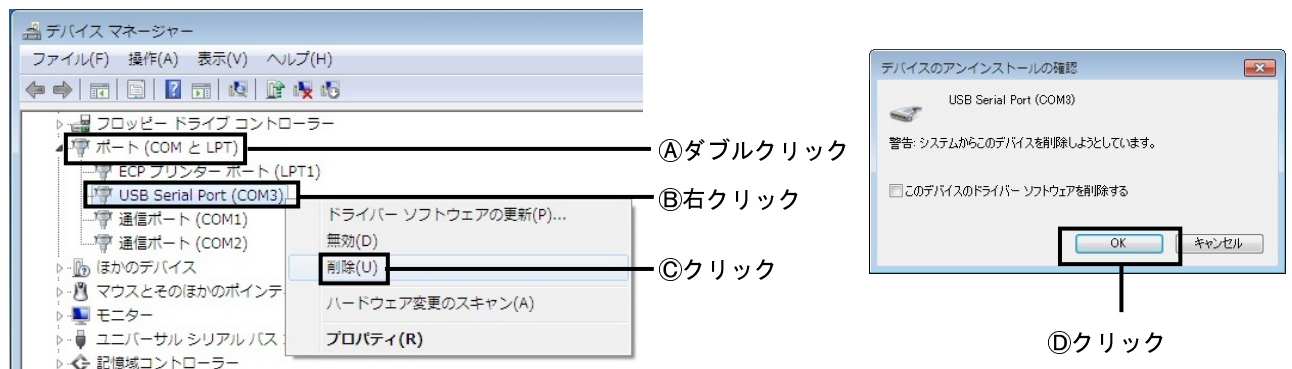 デバイス マネージャー
ファイル(F) 操作(A) 表示(V) ヘルプ(H)
フロッピー ドライブ コントローラー
ポート (COM と LPT)
ECP プリンター ポート (LPT1)
USB Serial Port (COM3)
通信ポート (COM1)
通信ポート (COM2)
ほかのデバイス
マウスとそのほかのポインテ
モニター
ユニバーサル シリアル バス
記憶域コントローラー
ドライバー ソフトウェアの更新(P)...
無効(D)
削除(U)
ハードウェア変更のスキャン(A)
プロパティ(R)
Ⓐダブルクリック
Ⓑ右クリック
Ⓒクリック
デバイスのアンインストールの確認
USB Serial Port (COM3)
警告: システムからこのデバイスを削除しようとしています。
このデバイスのドライバー ソフトウェアを削除する
OK キャンセル
Ⓓクリック